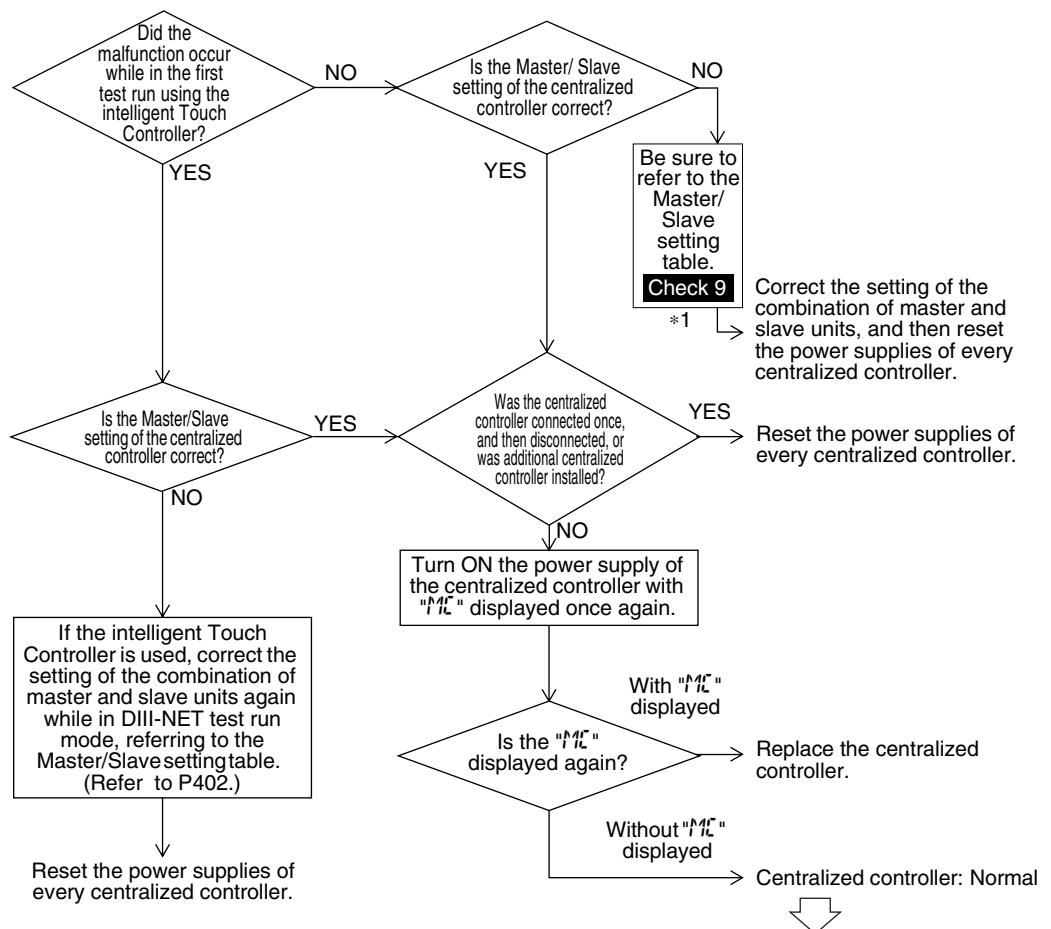 Did the
malfunction occur
while in the first
test run using the
intelligent Touch
Controller?
NO
Is the Master/ Slave
setting of the centralized
controller correct?
NO
YES
YES
Be sure to
refer to the
Master/
Slave
setting
table.
Check 9
*1
Correct the setting of the
combination of master and
slave units, and then reset
the power supplies of every
centralized controller.
Is the Master/Slave
setting of the centralized
controller correct?
YES
Was the centralized
controller connected once,
and then disconnected, or
was additional centralized
controller installed?
YES
Reset the power supplies of
every centralized controller.
NO
NO
Turn ON the power supply of
the centralized controller with
"MC" displayed once again.
If the intelligent Touch
Controller is used, correct the
setting of the combination of
master and slave units again
while in DIII-NET test run
mode, referring to the
Master/Slave setting table.
(Refer to P402.)
With "MC"
displayed
Is the "MC"
displayed again?
Replace the centralized
controller.
Without "MC"
displayed
Reset the power supplies of
every centralized controller.
Centralized controller: Normal